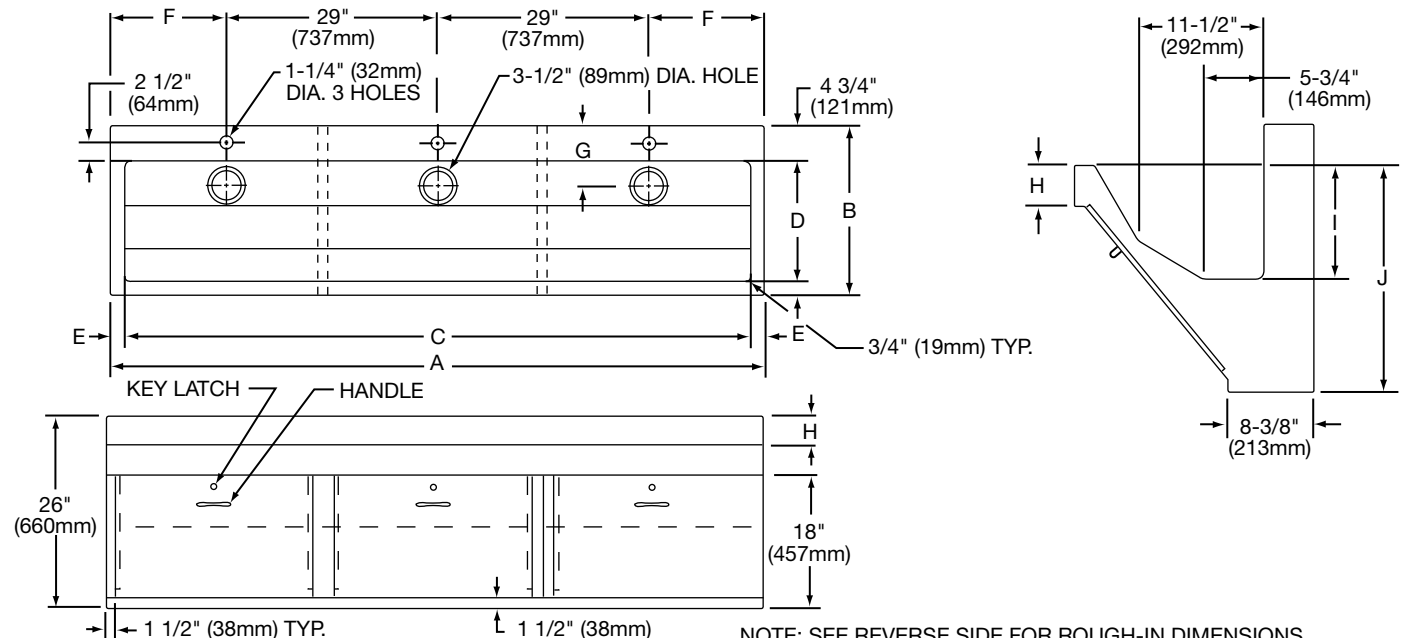 F
29"
(737mm)
29"
(737mm)
F
11-1/2"
(292mm)
2 1/2"
(64mm)
1-1/4" (32mm)
DIA. 3 HOLES
3-1/2" (89mm) DIA. HOLE
4 3/4"
(121mm)
5-3/4"
(146mm)
G
H
D
B
I
J
E
C
E
A
3/4" (19mm) TYP.
KEY LATCH
HANDLE
8-3/8"
(213mm)
H
26"
(660mm)
18"
(457mm)
1 1/2" (38mm) TYP.
1 1/2" (38mm)
NOTE: SEE REVERSE SIDE FOR ROUGH-IN DIMENSIONS